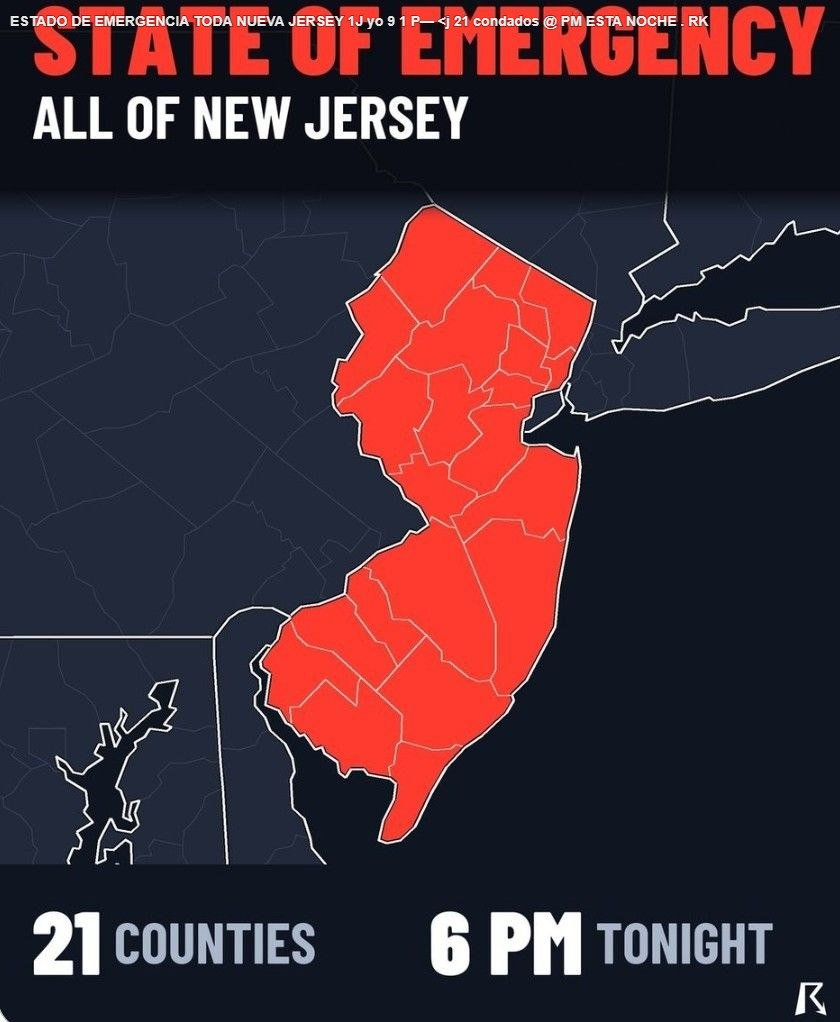 ESTADO DE EMERGENCIA TODA NUEVA JERSEY 1J yo 9 1 P— <j 21 condados @ PM ESTA NOCHE . RK
STATE OF EMERGENCY
ALL OF NEW JERSEY
21 COUNTIES
6 PM TONIGHT